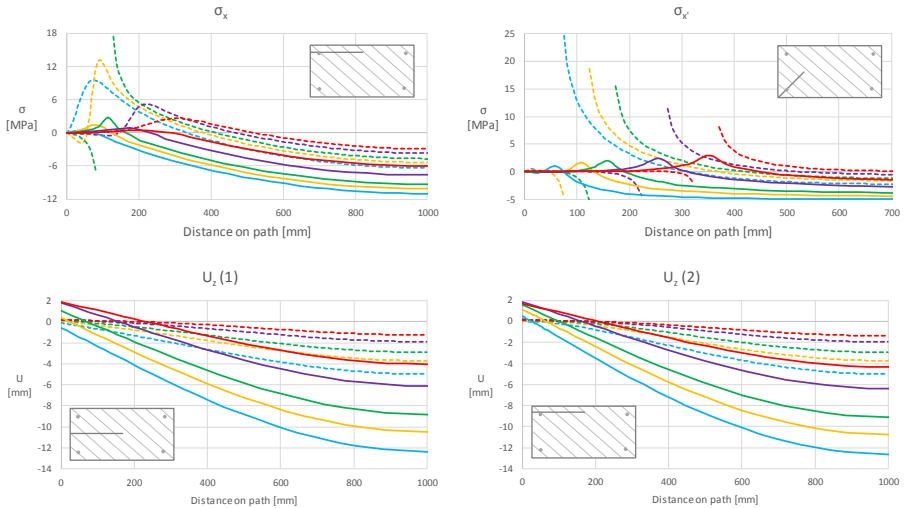 σx
18
12
6
0
-6
-12
σ
[MPa]
0 200 400 600 800 1000
Distance on path [mm]
σx'
25
20
15
10
5
0
-5
σ
[MPa]
0 100 200 300 400 500 600 700
Distance on path [mm]
Uz (1)
2
0
-2
-4
-6
-8
-10
-12
-14
U
[mm]
0 200 400 600 800 1000
Distance on path [mm]
Uz (2)
2
0
-2
-4
-6
-8
-10
-12
-14
U
[mm]
0 200 400 600 800 1000
Distance on path [mm]